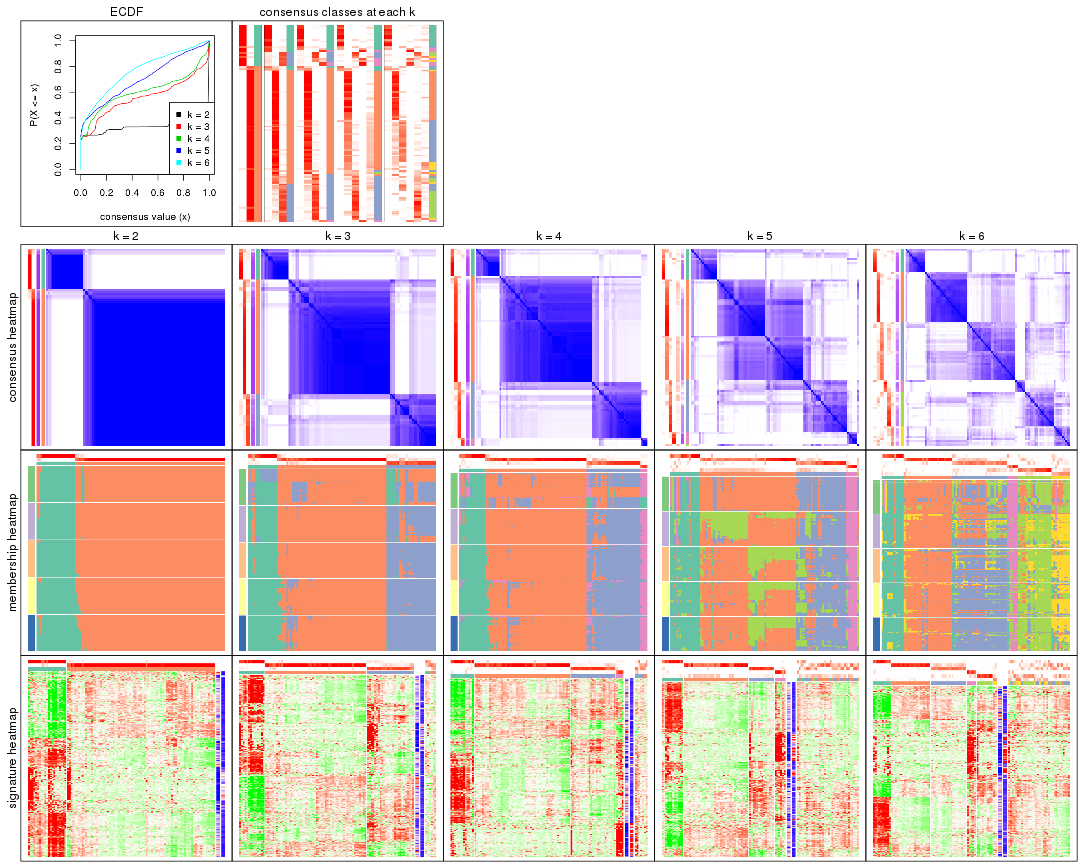 ECDF
consensus classes at each k
P(X <= x)
0.0 0.2 0.4 0.6 0.8 1.0
k = 2
k = 3
k = 4
k = 5
k = 6
0.0 0.2 0.4 0.6 0.8 1.0
consensus value (x)
k = 2
k = 3
k = 4
k = 5
k = 6
consensus heatmap
membership heatmap
signature heatmap